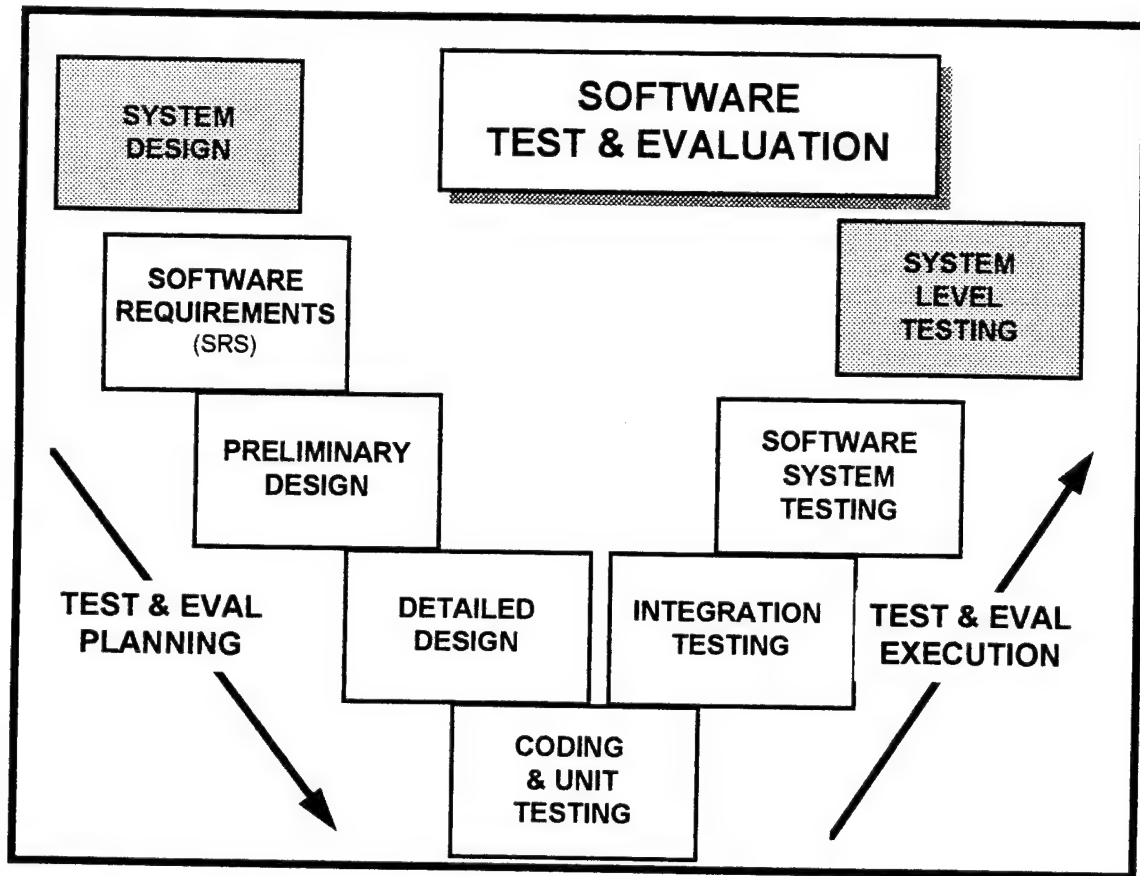 SYSTEM
DESIGN
SOFTWARE
TEST & EVALUATION
SOFTWARE
REQUIREMENTS
(SRS)
SYSTEM
LEVEL
TESTING
PRELIMINARY
DESIGN
SOFTWARE
SYSTEM
TESTING
TEST & EVAL
PLANNING
DETAILED
DESIGN
INTEGRATION
TESTING
TEST & EVAL
EXECUTION
CODING
& UNIT
TESTING